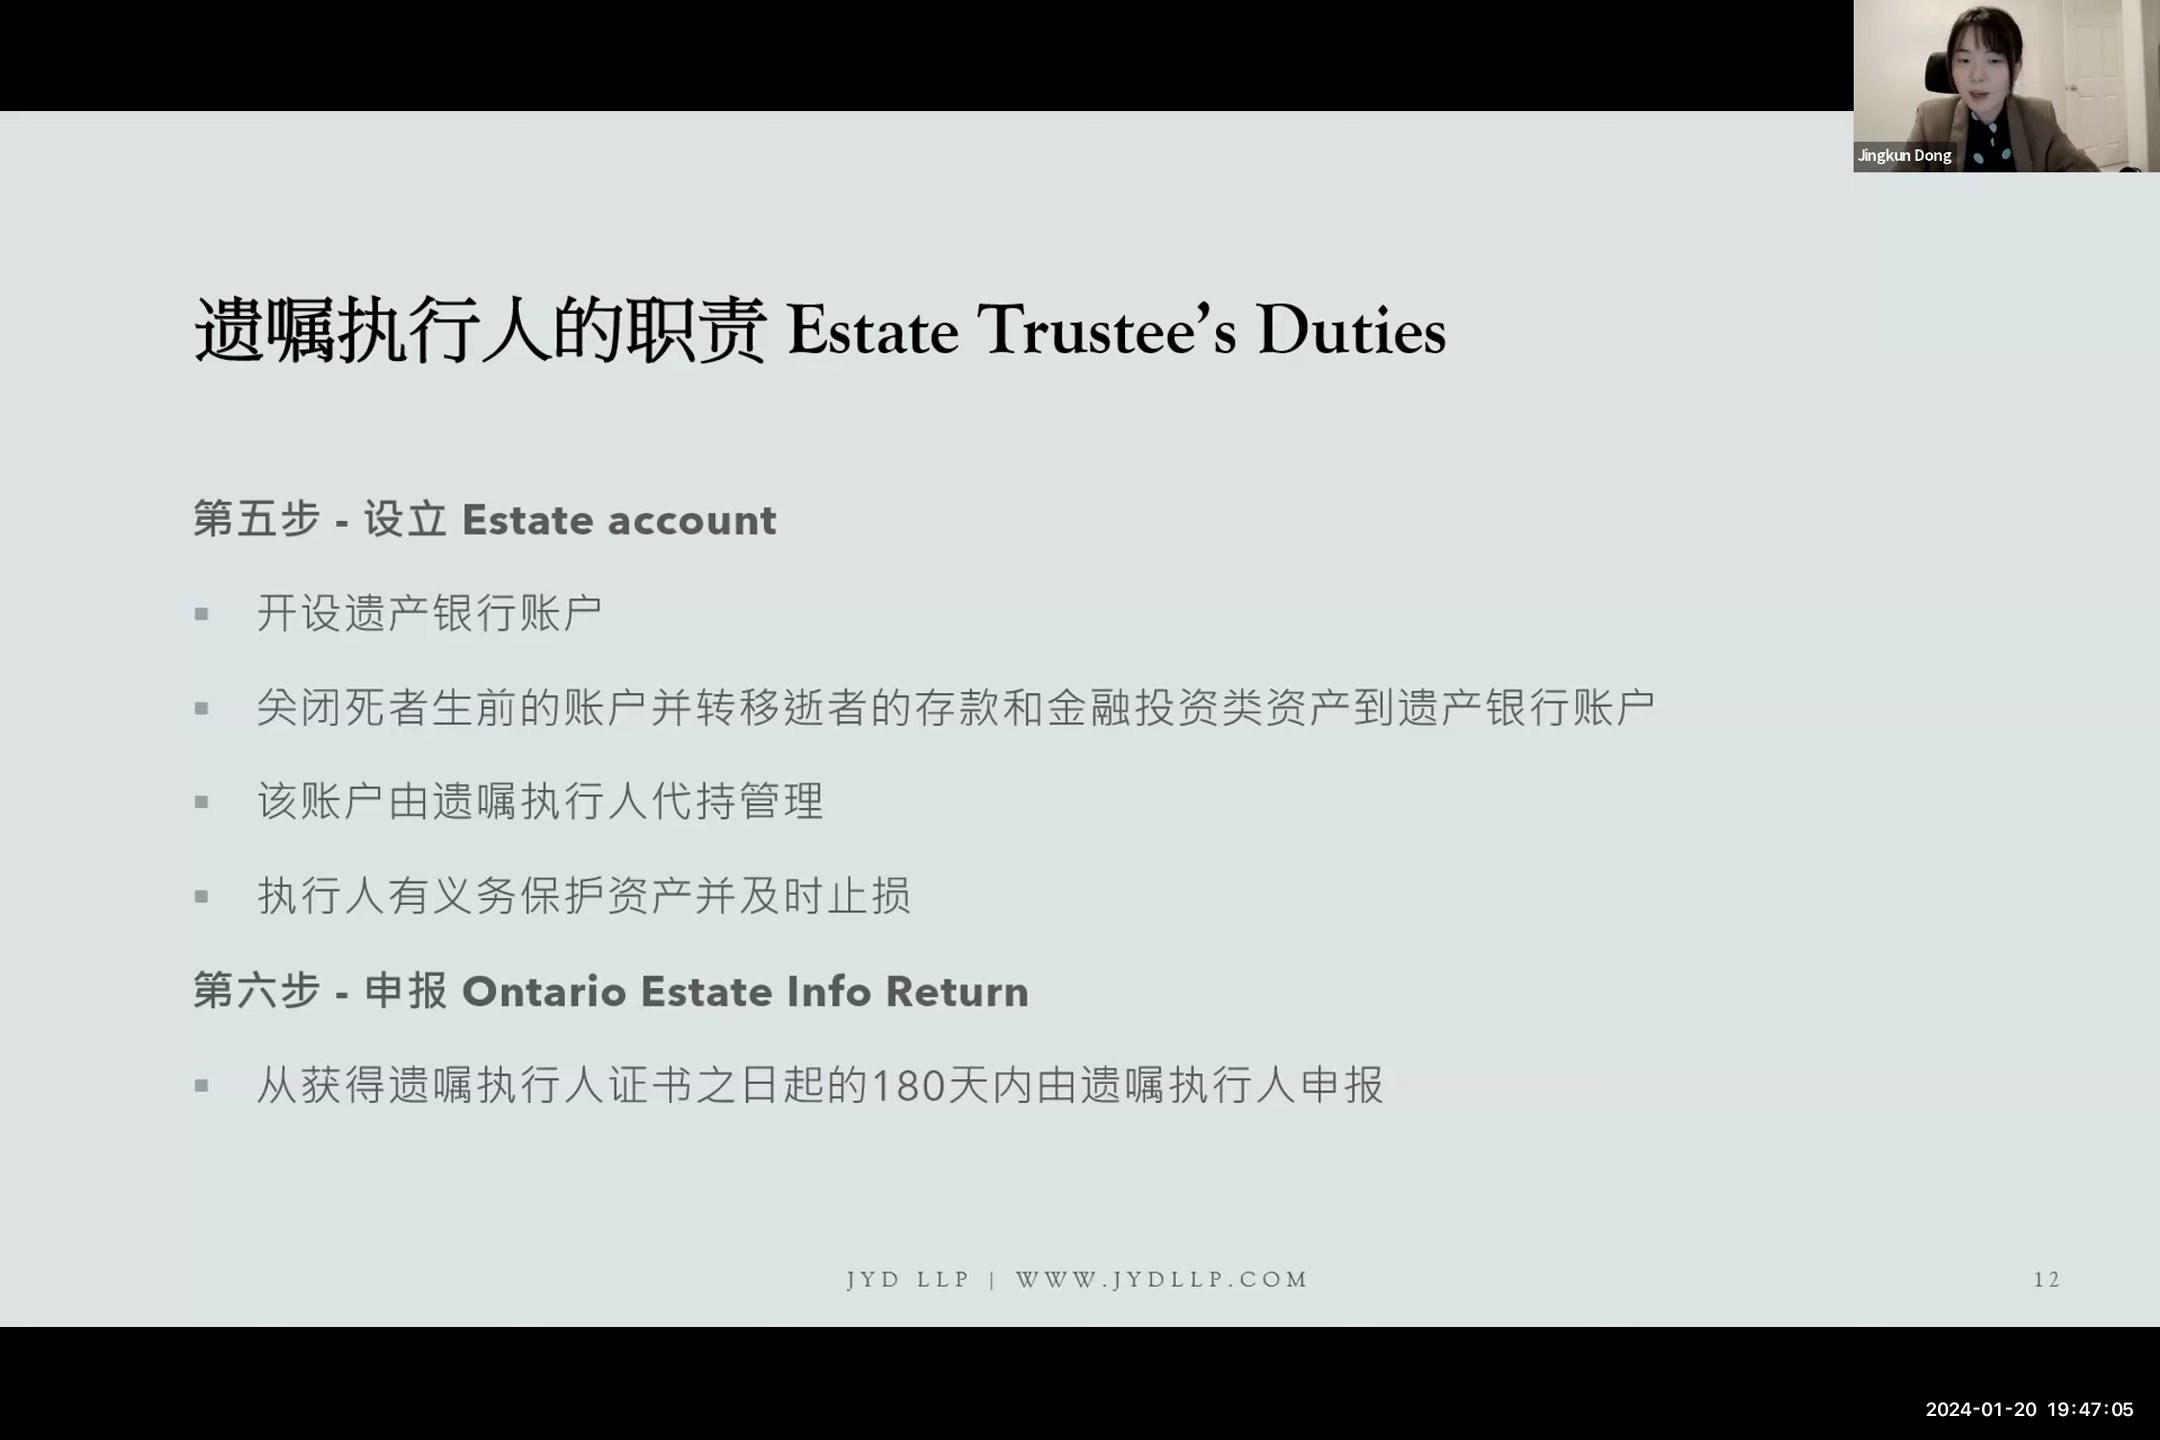 Jingkun Dong
遗嘱执行人的职责 Estate Trustee’s Duties
第五步 - 设立 Estate account
▪ 开设遗产银行账户
▪ 关闭死者生前的账户并转移逝者的存款和金融投资类资产到遗产银行账户
▪ 该账户由遗嘱执行人代持管理
▪ 执行人有义务保护资产并及时止损
第六步 - 申报 Ontario Estate Info Return
▪ 从获得遗嘱执行人证书之日起的180天内由遗嘱执行人申报
JYD LLP | WWW.JYDLLP.COM
12
2024-01-20 19:47:05